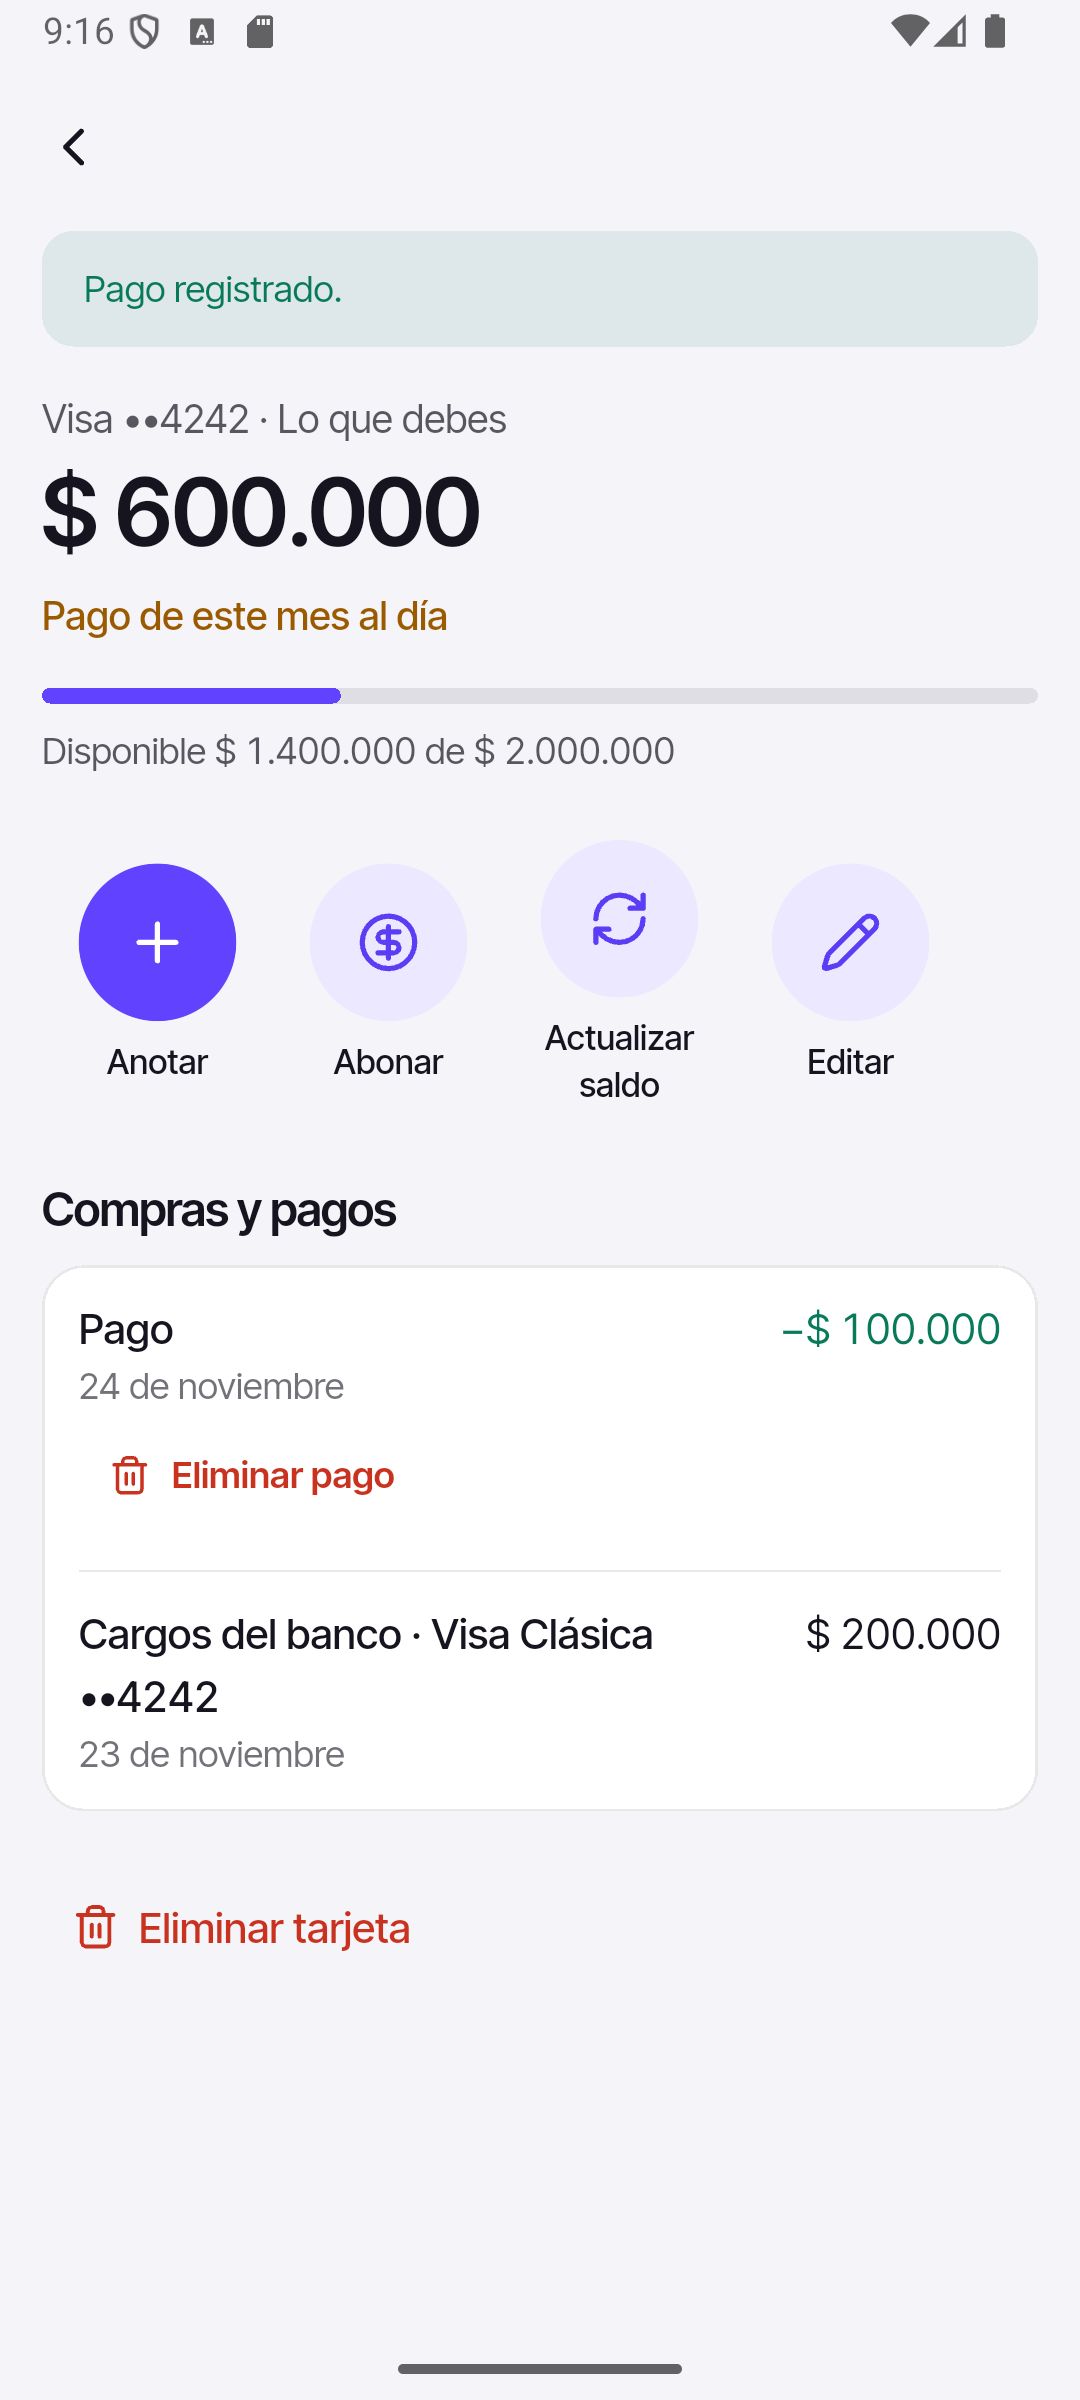 9:16
Pago registrado.
Visa ••4242 · Lo que debes
$ 600.000
Pago de este mes al día
Disponible $ 1.400.000 de $ 2.000.000
Anotar
Abonar
Actualizar
saldo
Editar
Compras y pagos
Pago
−$ 100.000
24 de noviembre
Eliminar pago
Cargos del banco · Visa Clásica
••4242
$ 200.000
23 de noviembre
Eliminar tarjeta